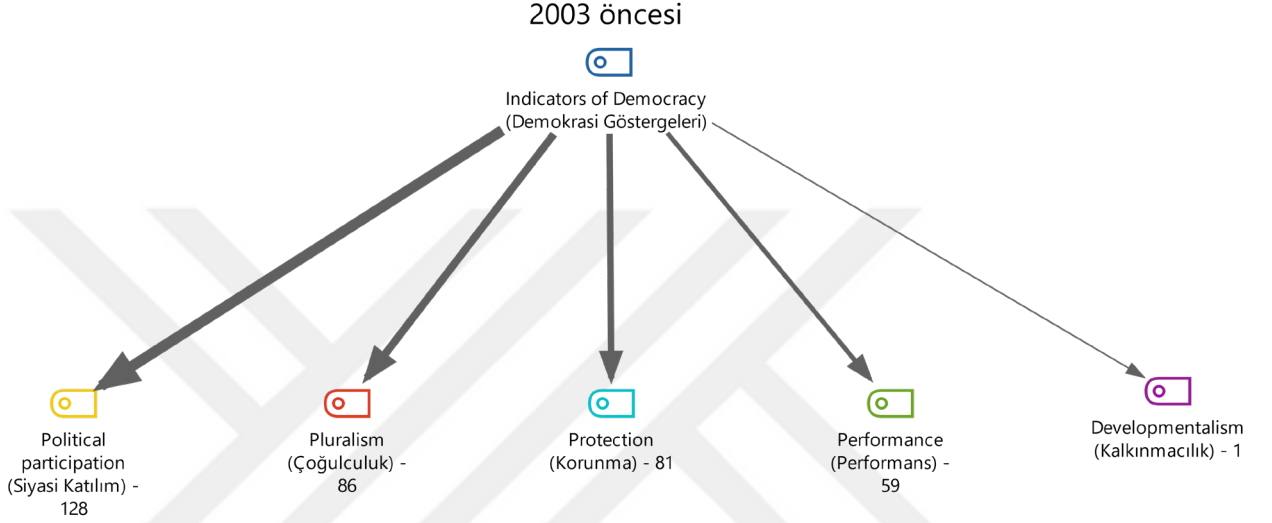 2003 öncesi
Indicators of Democracy
(Demokrasi Göstergeleri)
Political
participation
(Siyasi Katılım) -
128
Pluralism
(Çoğulculuk) -
86
Protection
(Korunma) - 81
Performance
(Performans) -
59
Developmentalism
(Kalkınmacılık) - 1